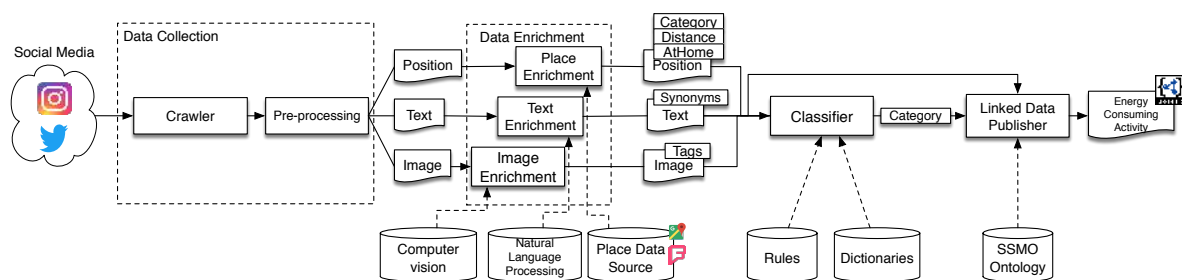 Social Media
Data Collection
Crawler
Pre-processing
Position
Text
Image
Data Enrichment
Place
Enrichment
Text
Enrichment
Image
Enrichment
Category
Distance
AtHome
Position
Synonyms
Text
Tags
Image
Classifier
Category
Linked Data
Publisher
Energy
Consuming
Activity
Computer
vision
Natural
Language
Processing
Place Data
Source
Rules
Dictionaries
SSMO
Ontology